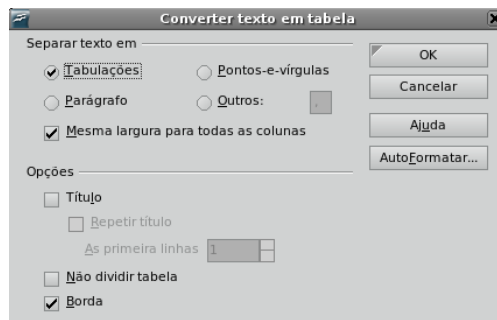 Converter texto em tabela
Separar texto em
Tabulações
Pontos-e-vírgulas
Parágrafo
Outros: ,
Mesma largura para todas as colunas
OK
Cancelar
Ajuda
AutoFormatar...
Opções
Título
Repetir título
As primeira linhas 1
Não dividir tabela
Borda